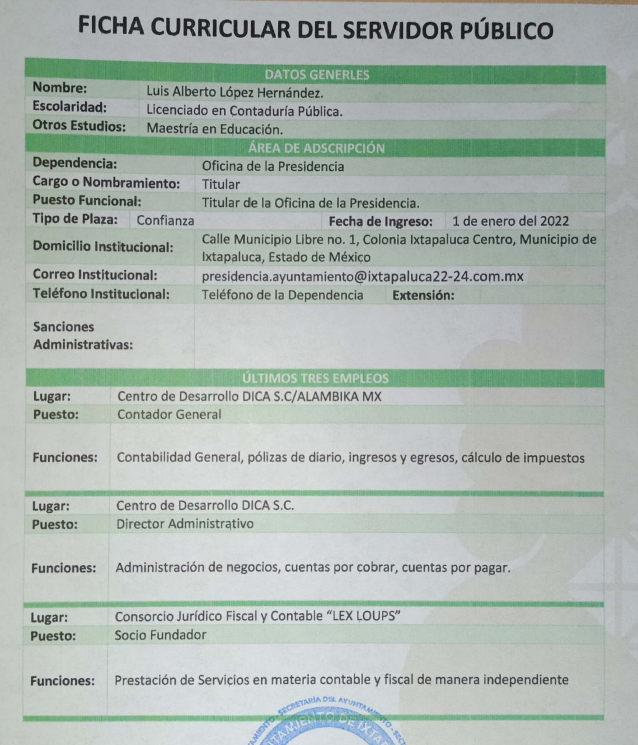 FICHA CURRICULAR DEL SERVIDOR PÚBLICO
DATOS GENERLES
Nombre: Luis Alberto López Hernández.
Escolaridad: Licenciado en Contaduría Pública.
Otros Estudios: Maestría en Educación.
ÁREA DE ADSCRIPCIÓN
Dependencia: Oficina de la Presidencia
Cargo o Nombramiento: Titular
Puesto Funcional: Titular de la Oficina de la Presidencia.
Tipo de Plaza: Confianza Fecha de Ingreso: 1 de enero del 2022
Domicilio Institucional: Calle Municipio Libre no. 1, Colonia Ixtapaluca Centro, Municipio de
Ixtapaluca, Estado de México
Correo Institucional: presidencia.ayuntamiento@ixtapaluca22-24.com.mx
Teléfono Institucional: Teléfono de la Dependencia Extensión:
Sanciones
Administrativas:
ÚLTIMOS TRES EMPLEOS
Lugar: Centro de Desarrollo DICA S.C/ALAMBIKA MX
Puesto: Contador General
Funciones: Contabilidad General, pólizas de diario, ingresos y egresos, cálculo de impuestos
Lugar: Centro de Desarrollo DICA S.C.
Puesto: Director Administrativo
Funciones: Administración de negocios, cuentas por cobrar, cuentas por pagar.
Lugar: Consorcio Jurídico Fiscal y Contable “LEX LOUPS”
Puesto: Socio Fundador
Funciones: Prestación de Servicios en materia contable y fiscal de manera independiente
SECRETARÍA DEL AYUNTAMIENTO